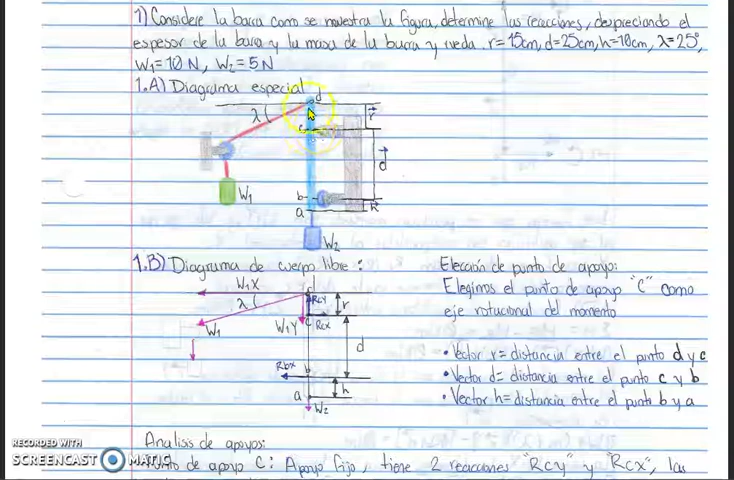 1) Considere la barra como se muestra la figura, determine las reacciones, despreciando el
espesor de la barra y la masa de la barra y rueda. r=15cm, d=25cm, h=10cm, λ=25°,
W1=10 N, W2=5 N
1.A) Diagrama especial
d
λ
c
r
d
W1
b
a
h
W2
1.B) Diagrama de cuerpo libre:
Elección de punto de apoyo:
W1X
d
Elegimos el punto de apoyo "C" como
λ
Rcy
r
eje rotacional del momento
W1
W1Y
c
Rcx
d
• Vector r= distancia entre el punto d y c
Rbx
b
• Vector d= distancia entre el punto c y b
a
h
• Vector h= distancia entre el punto b y a
W2
Analisis de apoyos:
RECORDED WITH
SCREENCAST MATIC
de apoyo C: Apoyo fijo, tiene 2 reacciones "Rcy" y "Rcx", las